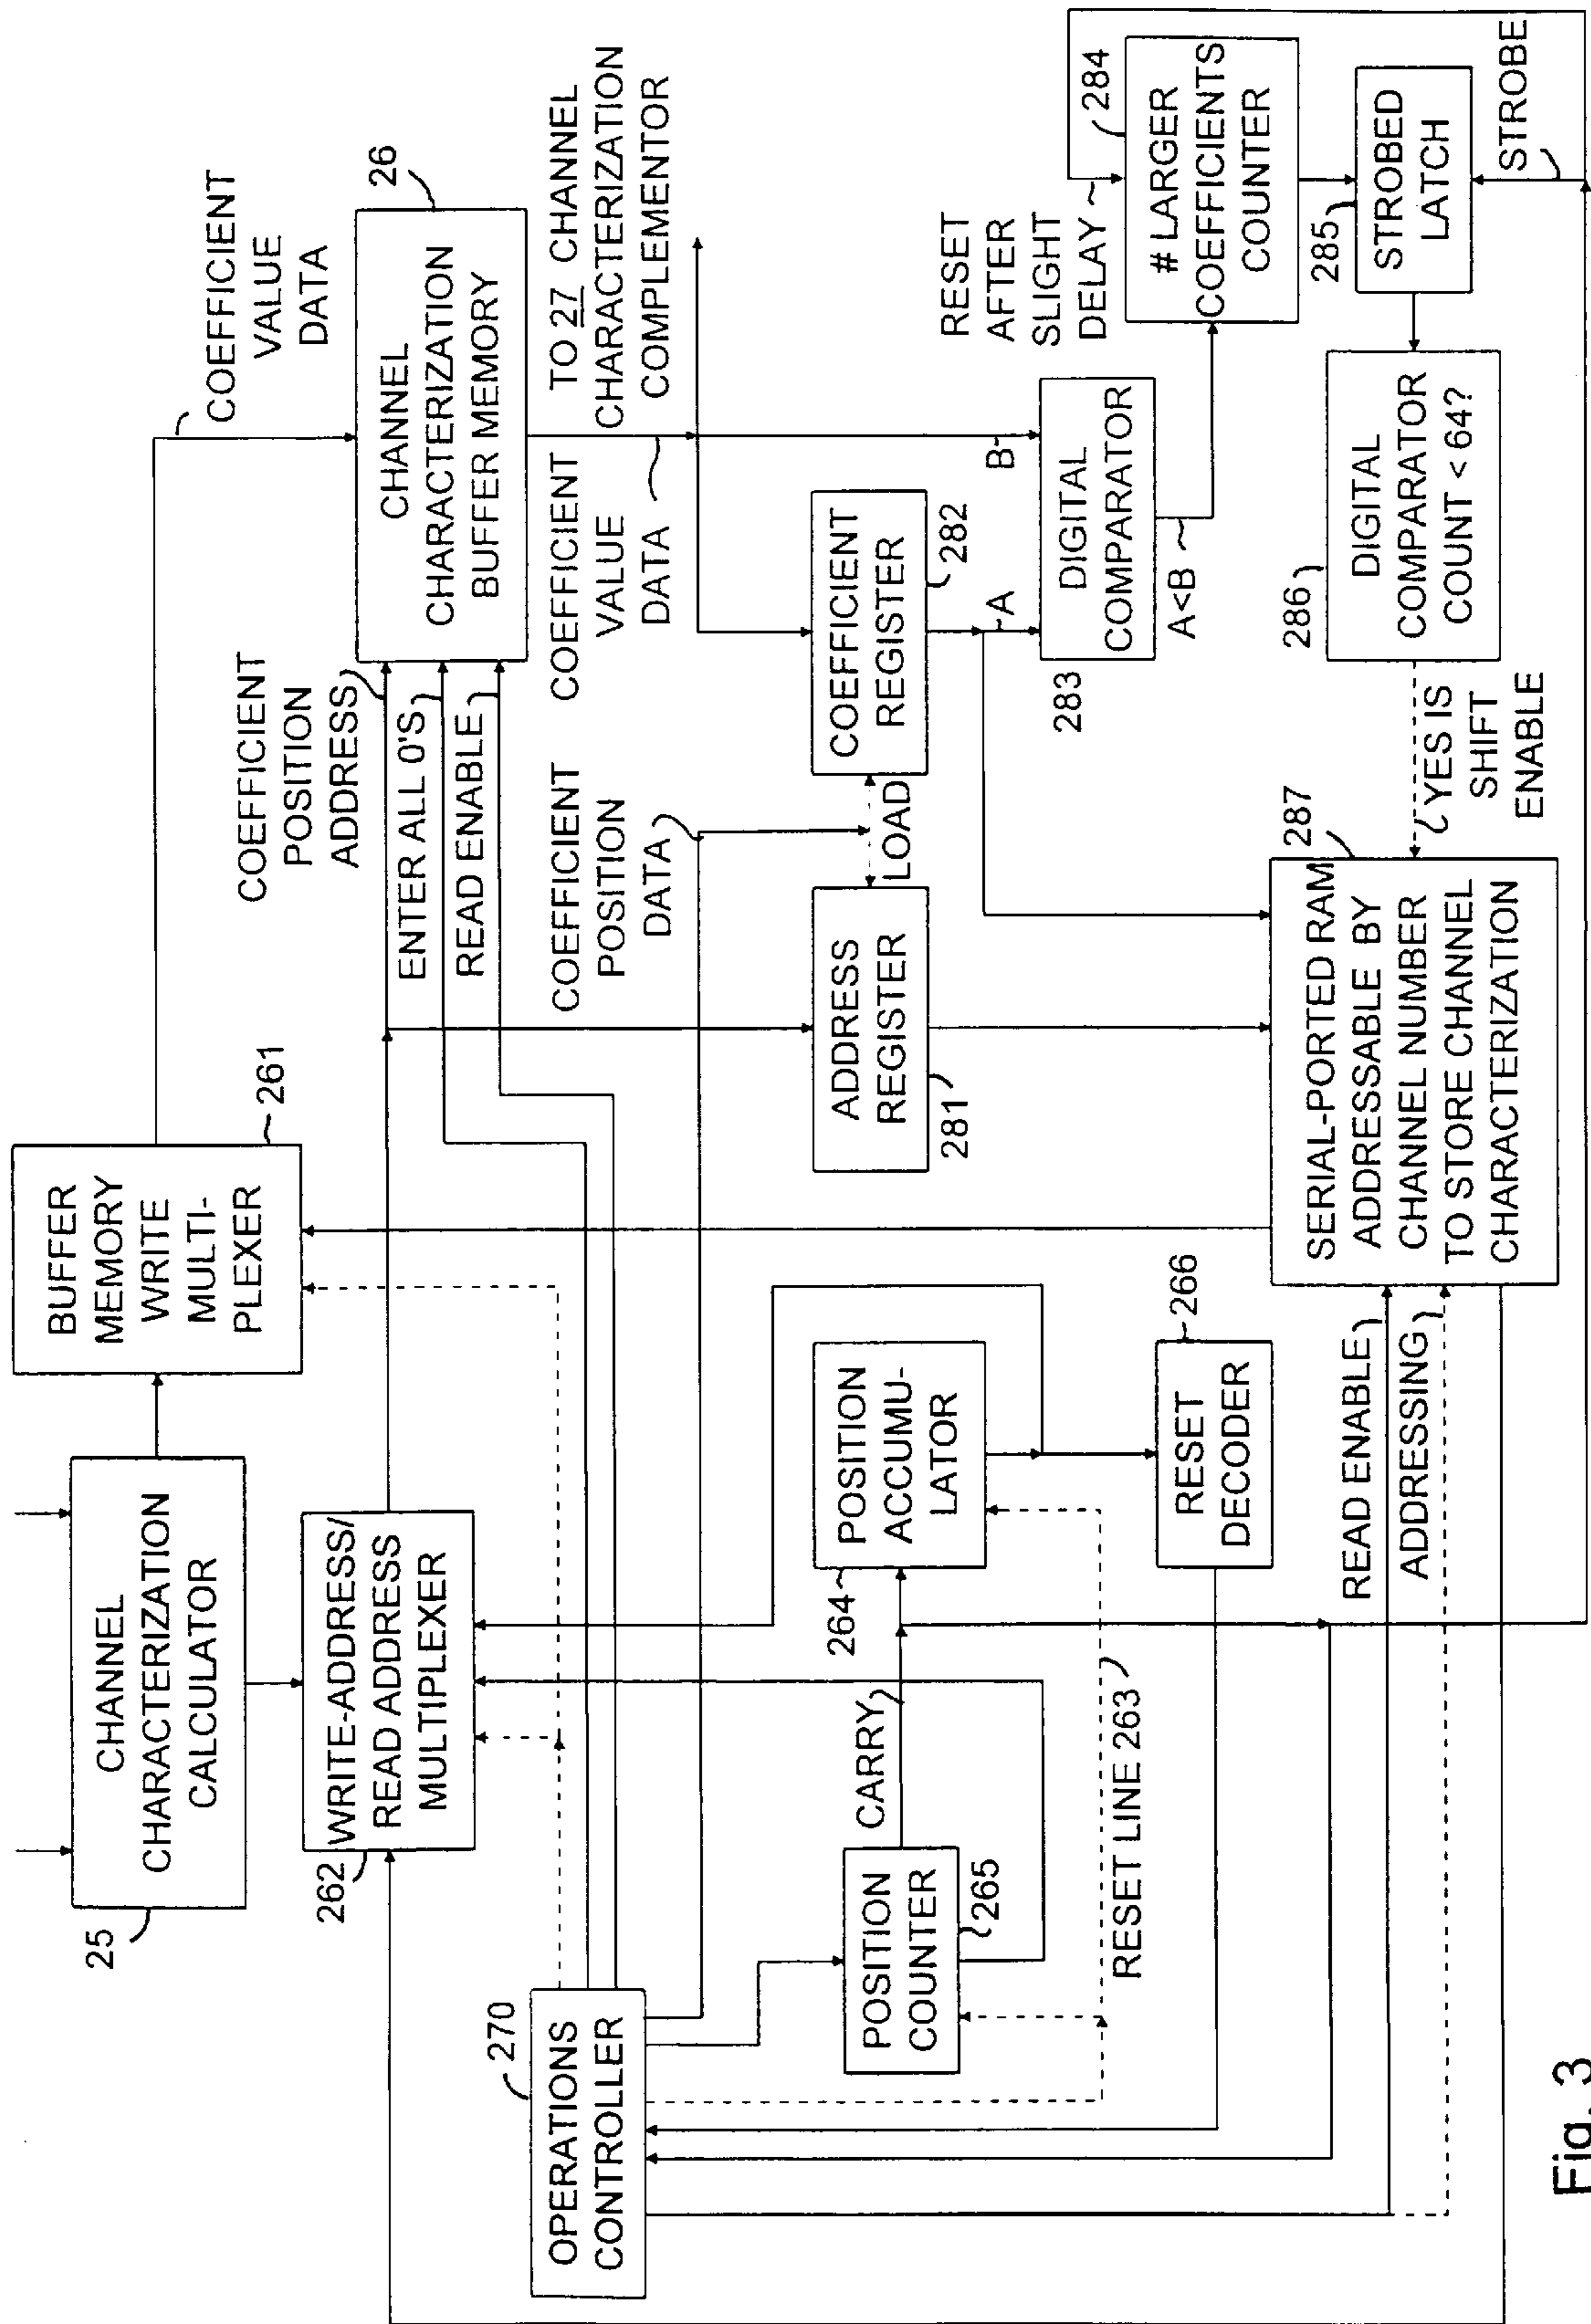 25
CHANNEL
CHARACTERIZATION
CALCULATOR
BUFFER
MEMORY
WRITE
MULTI-
PLEXER
261
COEFFICIENT
VALUE
DATA
262
WRITE-ADDRESS/
READ ADDRESS
MULTIPLEXER
COEFFICIENT
POSITION
ADDRESS
ENTER ALL 0'S
READ ENABLE
26
CHANNEL
CHARACTERIZATION
BUFFER MEMORY
270
OPERATIONS
CONTROLLER
COEFFICIENT
POSITION
DATA
COEFFICIENT
VALUE
DATA
TO 27 CHANNEL
CHARACTERIZATION
COMPLEMENTOR
POSITION
COUNTER
265
CARRY
264
POSITION
ACCUMU-
LATOR
RESET LINE 263
266
RESET
DECODER
ADDRESS
REGISTER
281
LOAD
COEFFICIENT
REGISTER
282
A
B
283
DIGITAL
COMPARATOR
A<B
RESET
AFTER
SLIGHT
DELAY
284
# LARGER
COEFFICIENTS
COUNTER
285
STROBED
LATCH
STROBE
286
DIGITAL
COMPARATOR
COUNT < 64?
YES IS
SHIFT
ENABLE
287
SERIAL-PORTED RAM
ADDRESSABLE BY
CHANNEL NUMBER
TO STORE CHANNEL
CHARACTERIZATION
READ ENABLE
ADDRESSING
Fig. 3